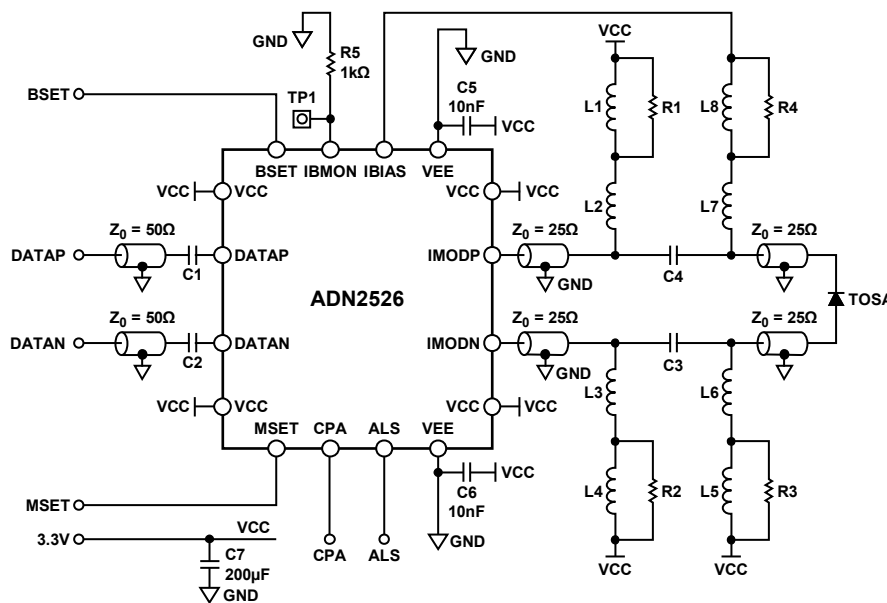 VCC
GND
R5
1kΩ
GND
L1
R1
L8
R4
C5
10nF
BSET
TP1
VCC
BSET
IBMON
IBIAS
VEE
VCC
VCC
VCC
VCC
L2
L7
Z0 = 50Ω
Z0 = 25Ω
Z0 = 25Ω
DATAP
DATAP
IMODP
C1
GND
C4
ADN2526
TOSA
Z0 = 50Ω
Z0 = 25Ω
Z0 = 25Ω
DATAN
DATAN
IMODN
C2
GND
C3
L3
L6
VCC
VCC
VCC
VCC
MSET
CPA
ALS
VEE
VCC
C6
10nF
L4
R2
L5
R3
MSET
GND
3.3V
VCC
CPA
ALS
C7
200µF
GND
VCC
VCC